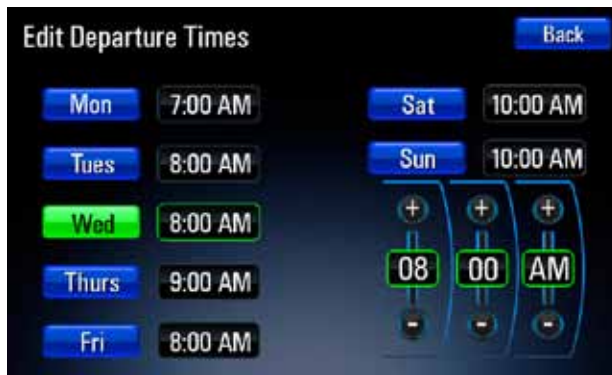 Edit Departure Times Back
Mon 7:00 AM Sat 10:00 AM
Tues 8:00 AM Sun 10:00 AM
Wed 8:00 AM + + +
Thurs 9:00 AM 08 00 AM
Fri 8:00 AM - - -